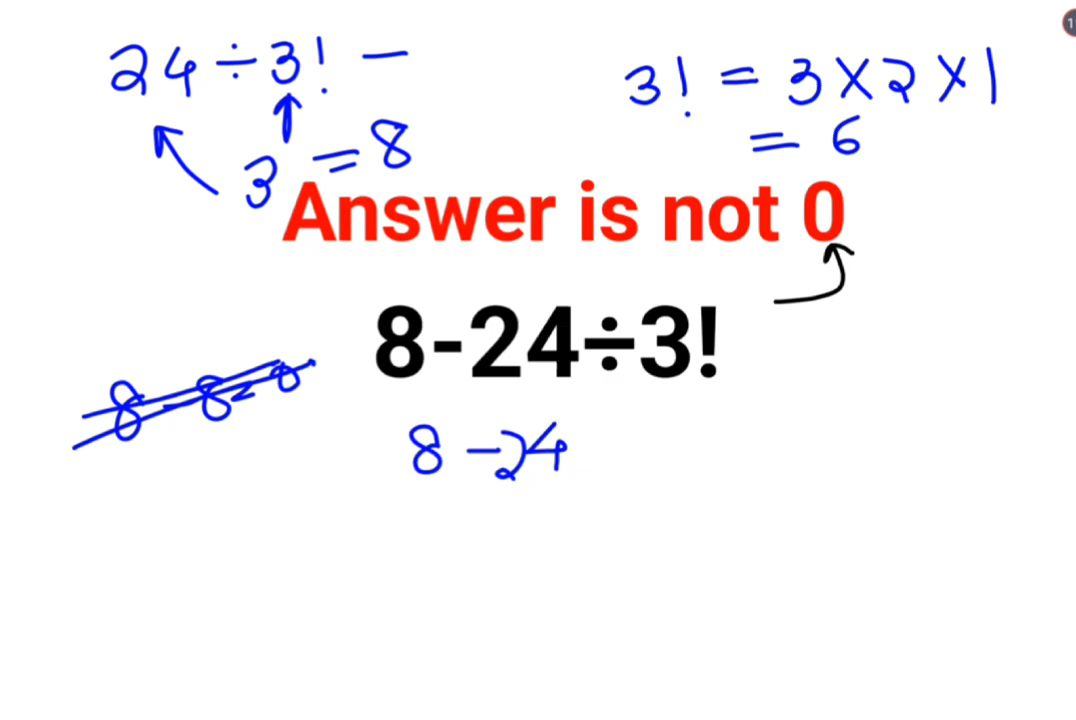 24÷3! –
3 = 8
3! = 3×2×1
= 6
Answer is not 0
8-24÷3!
8-8=0
8-24